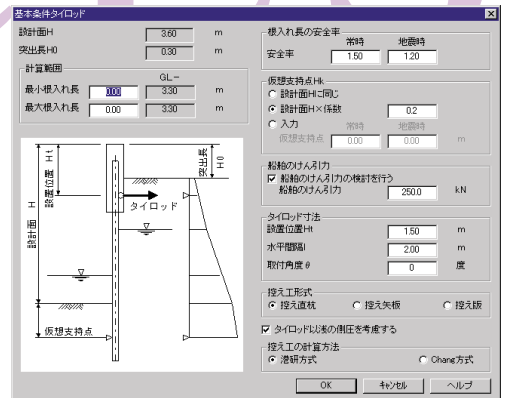 基本条件タイロッド
設計面H 3.60 m
突出長H0 0.30 m
計算範囲
GL-
最小根入れ長 0.00 3.30 m
最大根入れ長 0.00 3.30 m
H
設計面
設置位置 Ht
突出長 H0
タイロッド
仮想支持点
根入れ長の安全率
常時 地震時
安全率 1.50 1.20
仮想支持点Hk
設計面Hに同じ
設計面H×係数 0.2
入力 常時 地震時
仮想支持点 0.00 0.00 m
船舶のけん引力
船舶のけん引力の検討を行う
船舶のけん引力 250.0 kN
タイロッド寸法
設置位置Ht 1.50 m
水平間隔l 2.00 m
取付角度θ 0 度
控え工形式
控え直杭 控え矢板 控え版
タイロッド以浅の側圧を考慮する
控え工の計算方法
港研方式 Chang方式
OK キャンセル ヘルプ